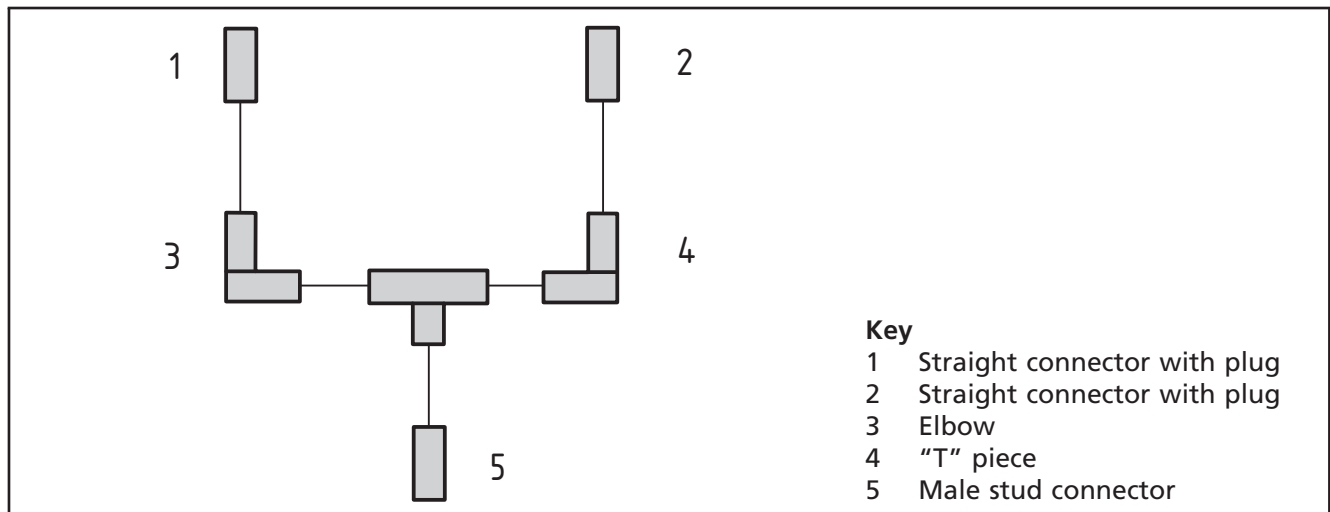 1
2
3
4
5
Key
1 Straight connector with plug
2 Straight connector with plug
3 Elbow
4 “T” piece
5 Male stud connector